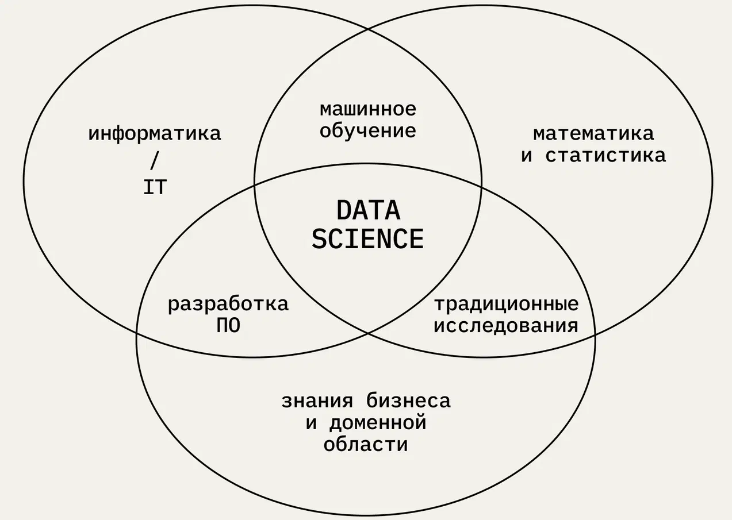 машинное
обучение
информатика
/
IT
математика
и статистика
DATA
SCIENCE
разработка
ПО
традиционные
исследования
знания бизнеса
и доменной
области